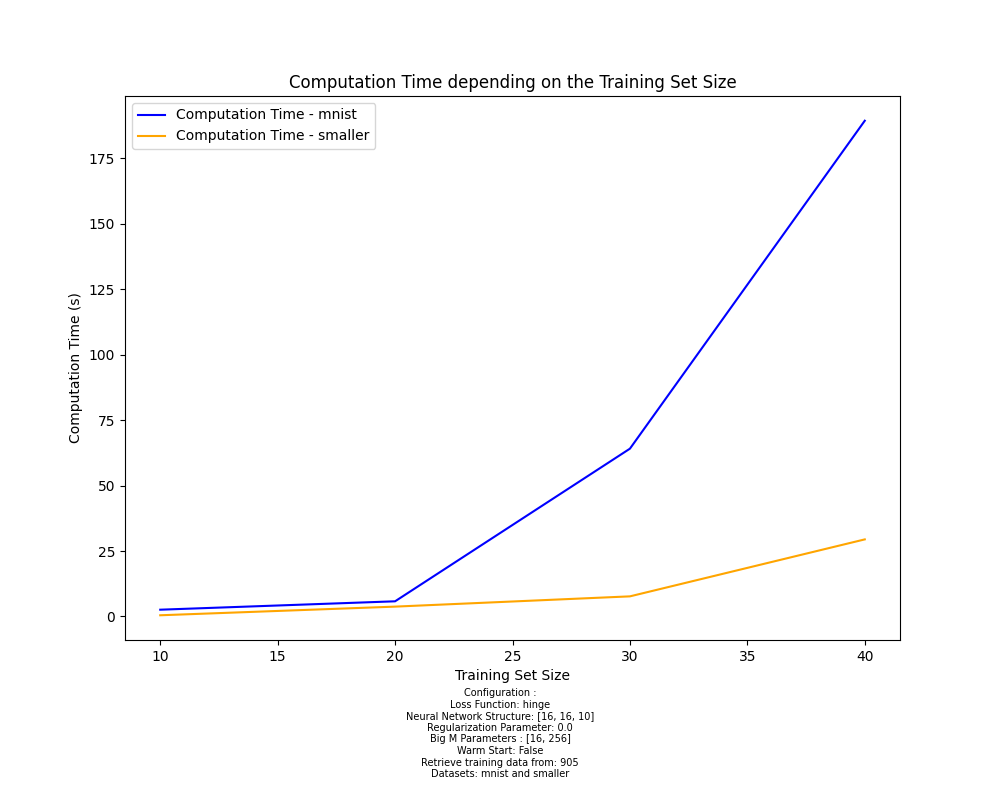 Computation Time depending on the Training Set Size
Computation Time - mnist
Computation Time - smaller
175
150
125
100
75
50
25
0
Computation Time (s)
10 15 20 25 30 35 40
Training Set Size
Configuration :
Loss Function: hinge
Neural Network Structure: [16, 16, 10]
Regularization Parameter: 0.0
Big M Parameters : [16, 256]
Warm Start: False
Retrieve training data from: 905
Datasets: mnist and smaller